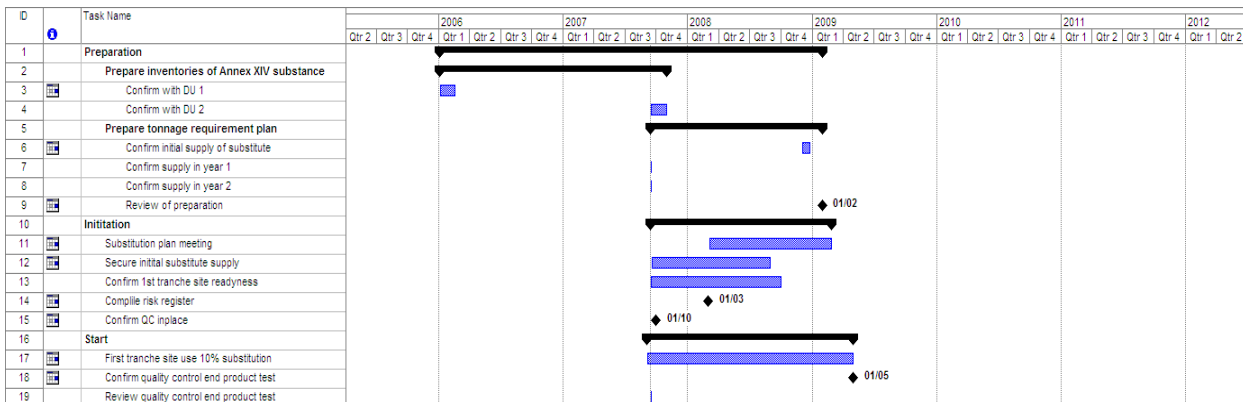 ID Task Name 2006 2007 2008 2009 2010 2011 2012
Qtr 2 Qtr 3 Qtr 4 Qtr 1 Qtr 2 Qtr 3 Qtr 4 Qtr 1 Qtr 2 Qtr 3 Qtr 4 Qtr 1 Qtr 2 Qtr 3 Qtr 4 Qtr 1 Qtr 2 Qtr 3 Qtr 4 Qtr 1 Qtr 2 Qtr 3 Qtr 4 Qtr 1 Qtr 2 Qtr 3 Qtr 4 Qtr 1 Qtr 2
1 Preparation
2 Prepare inventories of Annex XIV substance
3 Confirm with DU 1
4 Confirm with DU 2
5 Prepare tonnage requirement plan
6 Confirm initial supply of substitute
7 Confirm supply in year 1
8 Confirm supply in year 2
9 Review of preparation 01/02
10 Inititation
11 Substitution plan meeting
12 Secure initital substitute supply
13 Confirm 1st tranche site readyness
14 Complile risk register 01/03
15 Confirm QC inplace 01/10
16 Start
17 First tranche site use 10% substitution
18 Confirm quality control end product test 01/05
19 Review quality control end product test